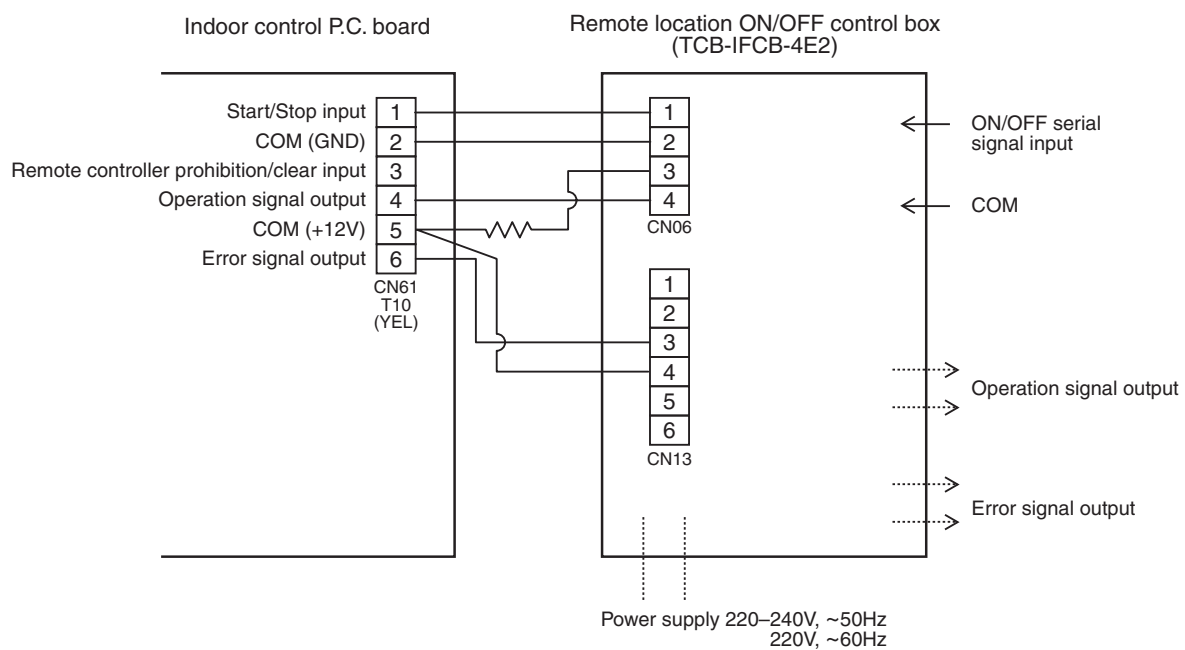 Indoor control P.C. board
Remote location ON/OFF control box
(TCB-IFCB-4E2)
Start/Stop input 1
COM (GND) 2
Remote controller prohibition/clear input 3
Operation signal output 4
COM (+12V) 5
Error signal output 6
CN61
T10
(YEL)
1
2
3
4
CN06
1
2
3
4
5
6
CN13
ON/OFF serial
signal input
COM
Operation signal output
Error signal output
Power supply 220–240V, ~50Hz
220V, ~60Hz